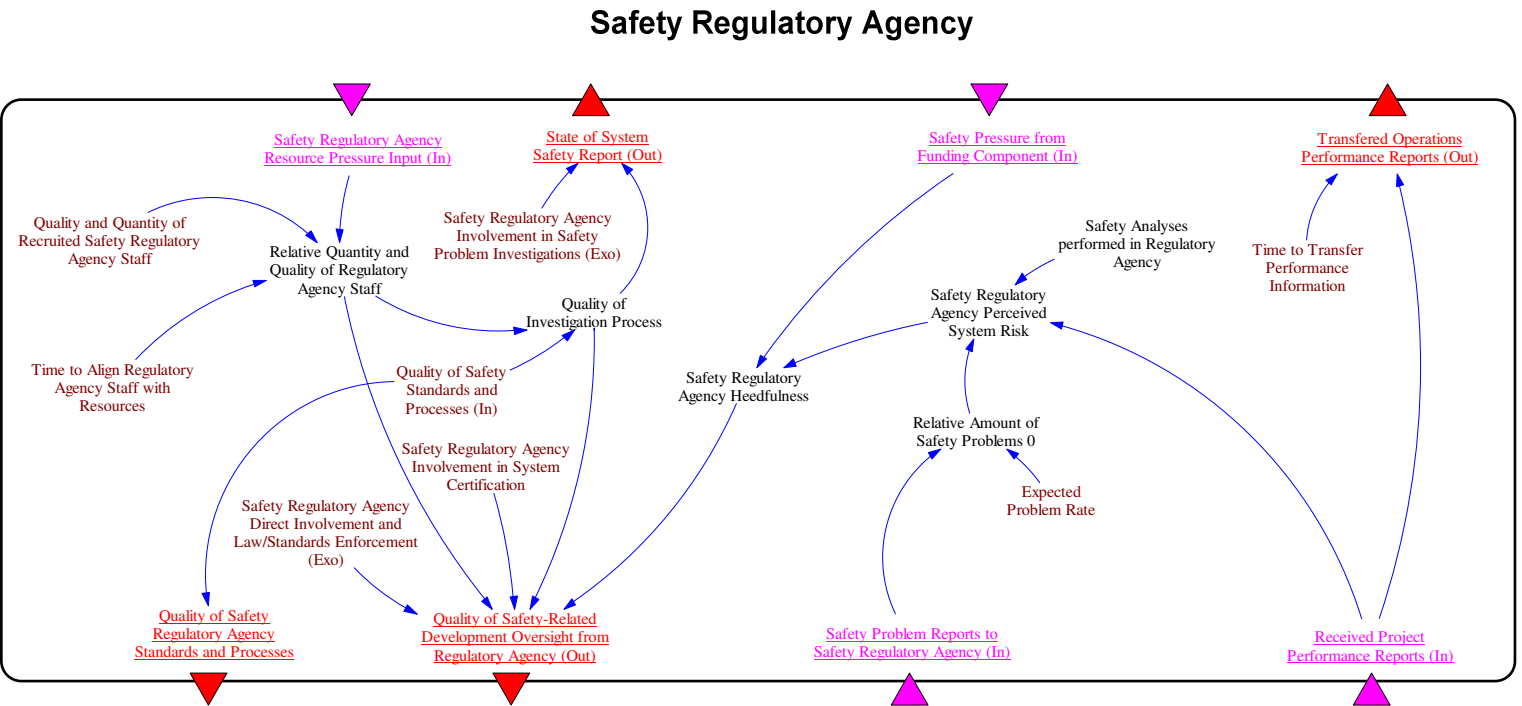 Safety Regulatory Agency
Safety Regulatory Agency
Resource Pressure Input (In)
State of System
Safety Report (Out)
Safety Pressure from
Funding Component (In)
Transfered Operations
Performance Reports (Out)
Quality and Quantity of
Recruited Safety Regulatory
Agency Staff
Relative Quantity and
Quality of Regulatory
Agency Staff
Safety Regulatory Agency
Involvement in Safety
Problem Investigations (Exo)
Safety Analyses
performed in Regulatory
Agency
Time to Transfer
Performance
Information
Quality of
Investigation Process
Safety Regulatory
Agency Perceived
System Risk
Time to Align Regulatory
Agency Staff with
Resources
Quality of Safety
Standards and
Processes (In)
Safety Regulatory
Agency Heedfulness
Relative Amount of
Safety Problems 0
Safety Regulatory Agency
Involvement in System
Certification
Expected
Problem Rate
Safety Regulatory Agency
Direct Involvement and
Law/Standards Enforcement
(Exo)
Quality of Safety
Regulatory Agency
Standards and Processes
Quality of Safety-Related
Development Oversight from
Regulatory Agency (Out)
Safety Problem Reports to
Safety Regulatory Agency (In)
Received Project
Performance Reports (In)